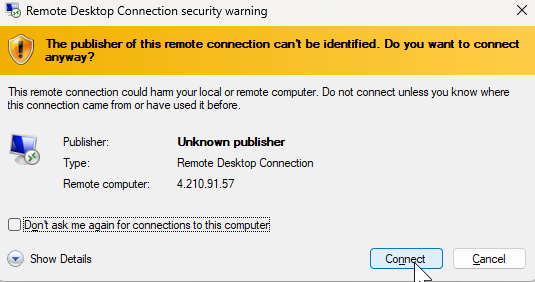 Remote Desktop Connection security warning
The publisher of this remote connection can't be identified. Do you want to connect
anyway?
This remote connection could harm your local or remote computer. Do not connect unless you know where
this connection came from or have used it before.
Publisher: Unknown publisher
Type: Remote Desktop Connection
Remote computer: 4.210.91.57
Don't ask me again for connections to this computer
Show Details Connect Cancel